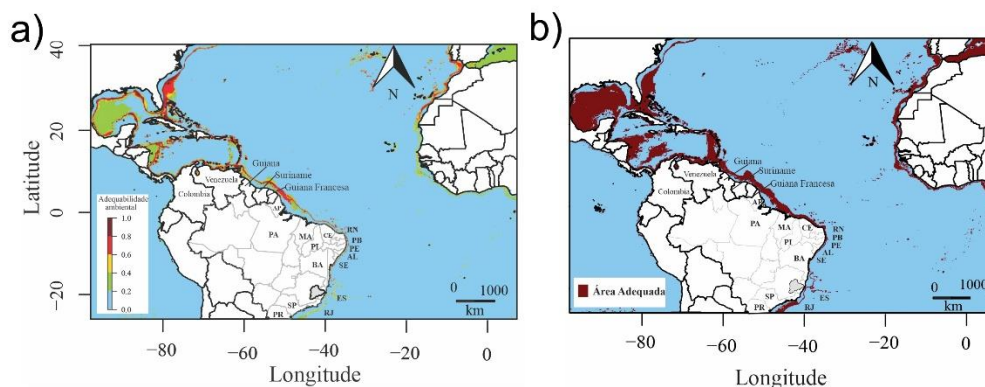 a)
40
20
0
−20
Latitude
N
Guiana
Suriname
Guiana Francesa
Venezuela
Colombia
AP
PA
MA
CE
RN
PB
PE
AL
SE
PI
BA
ES
RJ
SP
PR
Adequabilidade
ambiental
1.0
0.8
0.6
0.4
0.2
0.0
0 1000
km
−80 −60 −40 −20 0
Longitude
b)
N
Guiana
Suriname
Guiana Francesa
Venezuela
Colombia
AP
PA
MA
CE
RN
PB
PE
AL
SE
PI
BA
ES
RJ
SP
PR
Área Adequada
0 1000
km
−80 −60 −40 −20 0
Longitude